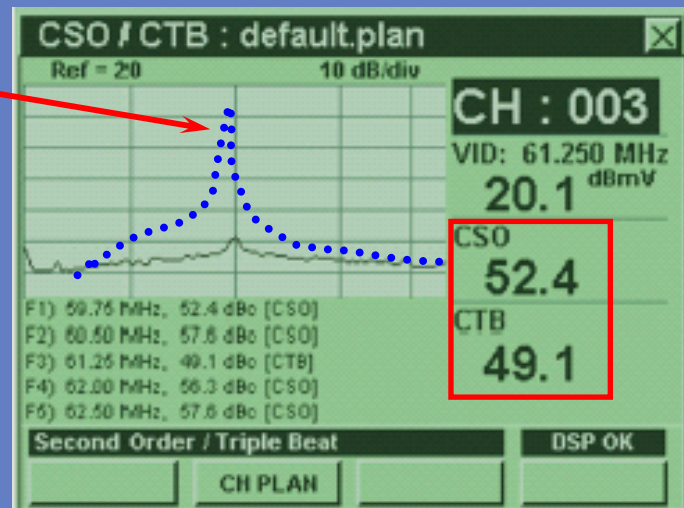 CSO / CTB : default.plan
Ref = 20 10 dB/div
CH : 003
VID: 61.250 MHz
20.1 dBmV
CSO
52.4
CTB
49.1
F1) 59.75 MHz, 52.4 dBc [CSO]
F2) 60.50 MHz, 57.6 dBc [CSO]
F3) 61.25 MHz, 49.1 dBc [CTB]
F4) 62.00 MHz, 56.3 dBc [CSO]
F5) 62.50 MHz, 57.6 dBc [CSO]
Second Order / Triple Beat DSP OK
CH PLAN